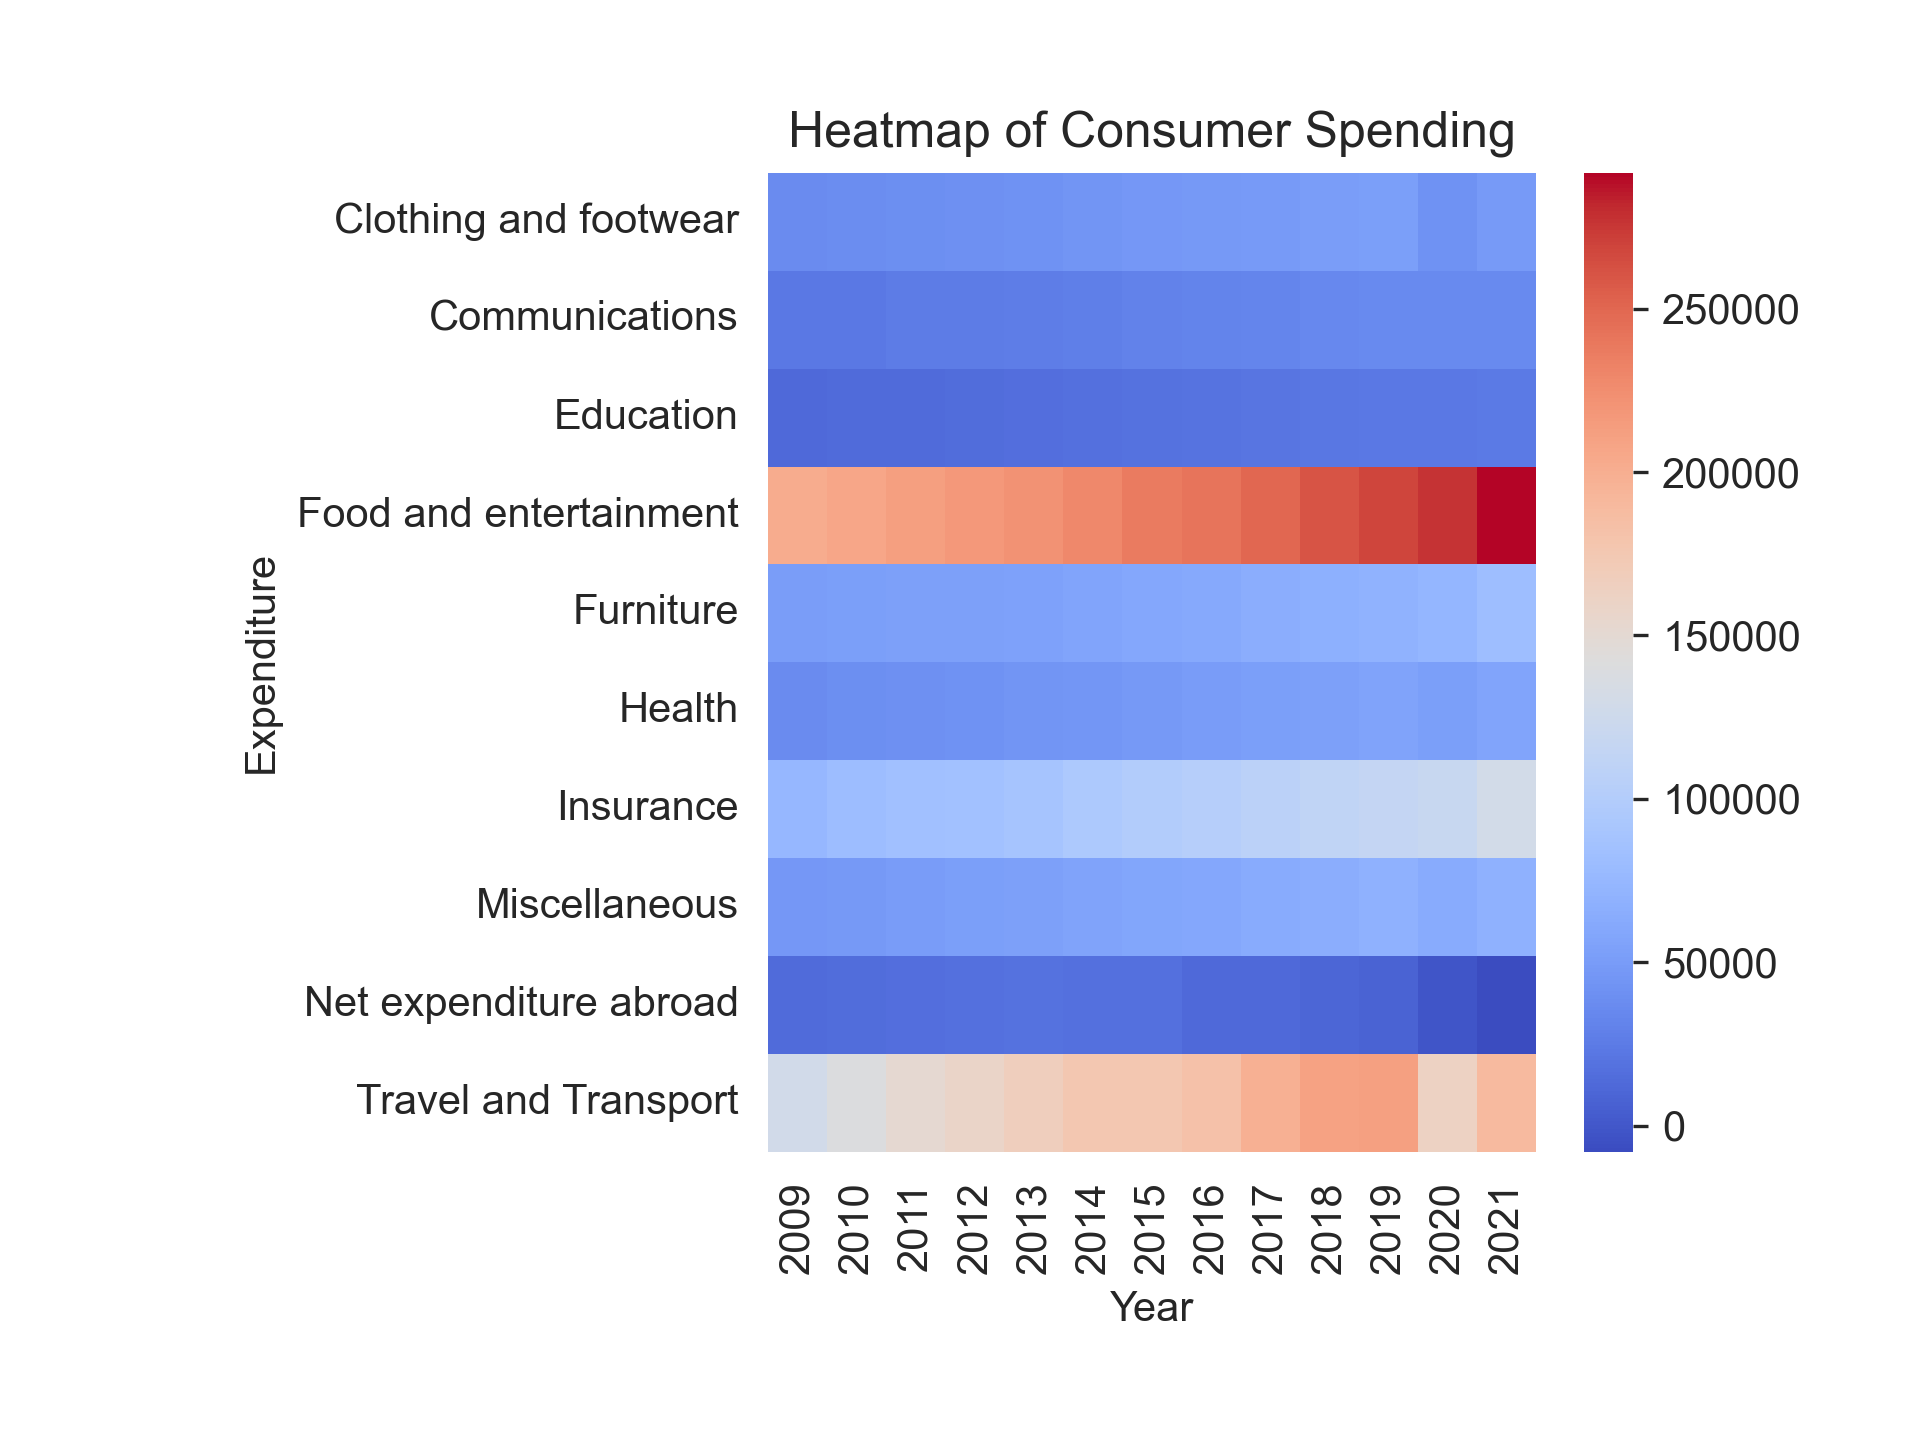 Heatmap of Consumer Spending
Clothing and footwear
Communications
Education
Food and entertainment
Furniture
Health
Insurance
Miscellaneous
Net expenditure abroad
Travel and Transport
Expenditure
2009
2010
2011
2012
2013
2014
2015
2016
2017
2018
2019
2020
2021
Year
250000
200000
150000
100000
50000
0